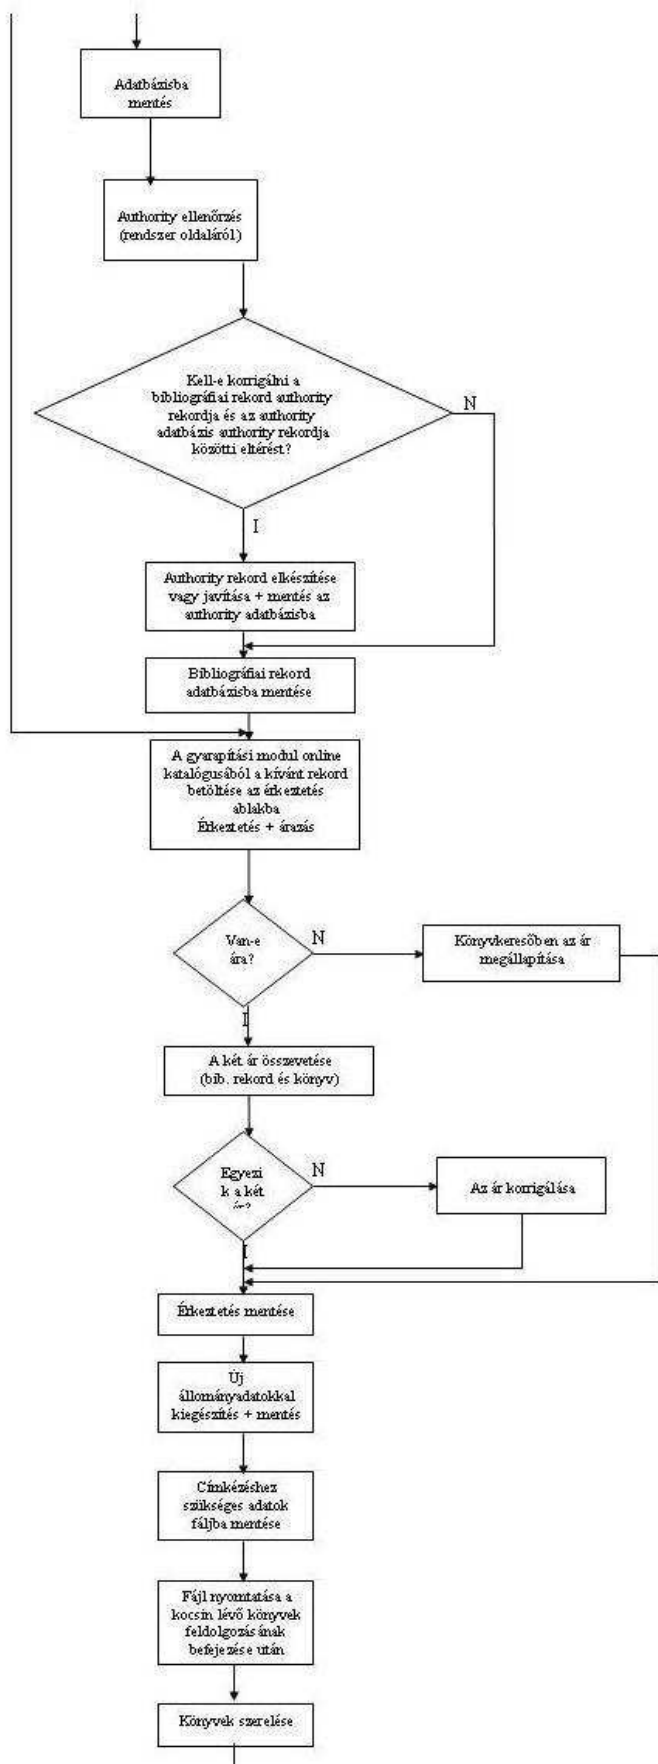 Adatbázisba
mentés
Authority ellenőrzés
(rendszer oldaláról)
Kell-e korrigálni a
bibliográfiai rekord authority
rekordja és az authority
adatbázis authority rekordja
közötti eltérést?
N
I
Authority rekord elkészítése
vagy javítása + mentés az
authority adatbázisba
Bibliográfiai rekord
adatbázisba mentése
A gyarapítási modul online
katalógusából a kívánt rekord
betöltése az érkeztetés
ablakba
Érkeztetés + árazás
Van-e
ára?
N
Könyvkeresőben az ár
megállapítása
I
A két ár összevetése
(bib. rekord és könyv)
Egyezi
k a két
ár?
N
Az ár korrigálása
I
Érkeztetés mentése
Új
állományadatokkal
kiegészítés + mentés
Címkézéshez
szükséges adatok
fáljba mentése
Fájl nyomtatása a
kocsin lévő könyvek
feldolgozásának
befejezése után
Könyvek szerelése